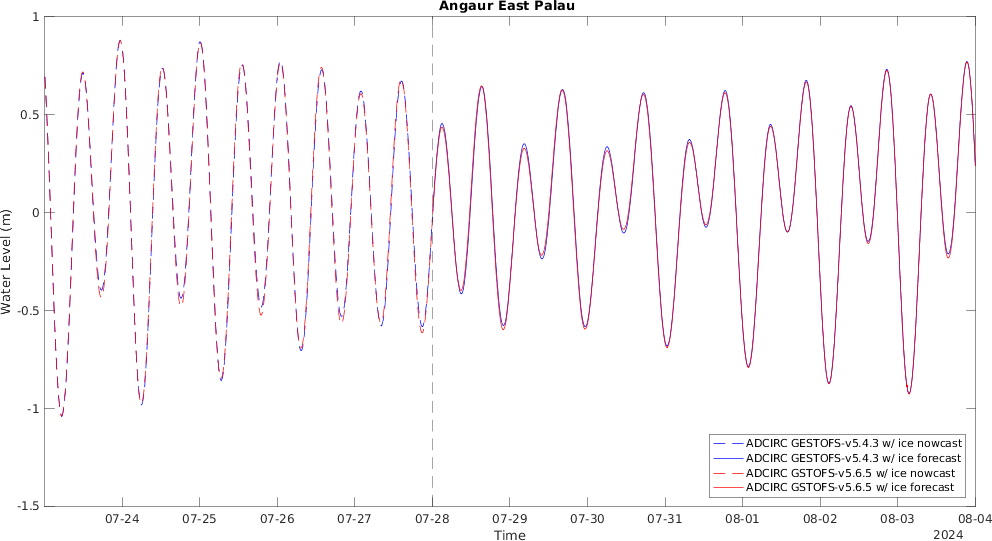 Angaur East Palau
1
0.5
0
-0.5
-1
-1.5
Water Level (m)
07-24 07-25 07-26 07-27 07-28 07-29 07-30 07-31 08-01 08-02 08-03 08-04
Time
2024
ADCIRC GESTOFS-v5.4.3 w/ ice nowcast
ADCIRC GESTOFS-v5.4.3 w/ ice forecast
ADCIRC GSTOFS-v5.6.5 w/ ice nowcast
ADCIRC GSTOFS-v5.6.5 w/ ice forecast